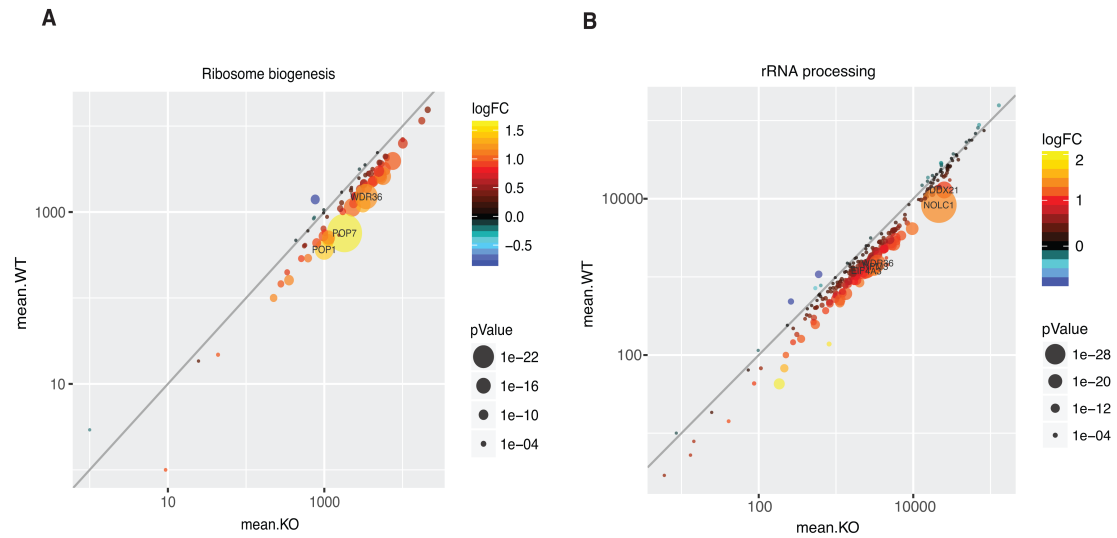 A
Ribosome biogenesis
mean.WT
1000
10
10
1000
mean.KO
WDR36
POP7
POP1
logFC
1.5
1.0
0.5
0.0
−0.5
pValue
1e−22
1e−16
1e−10
1e−04
B
rRNA processing
mean.WT
10000
100
100
10000
mean.KO
DDX21
NOLC1
logFC
2
1
0
pValue
1e−28
1e−20
1e−12
1e−04